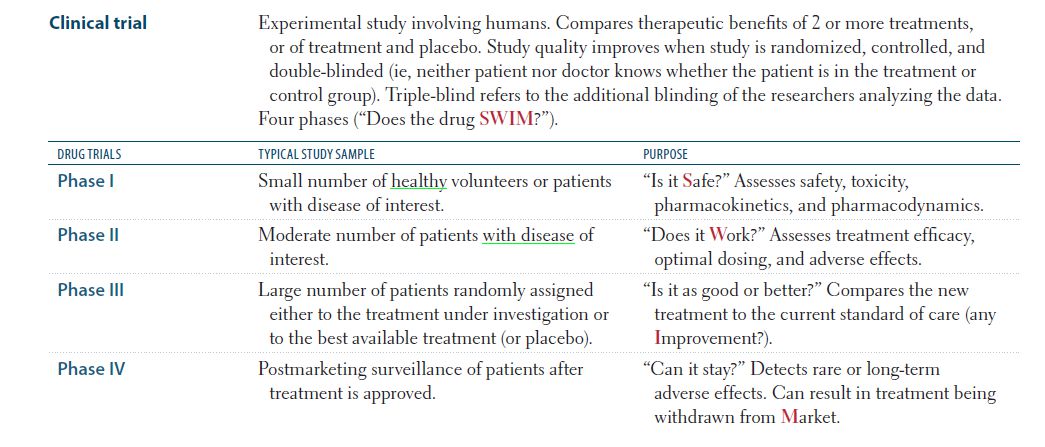 Clinical trial
Experimental study involving humans. Compares therapeutic benefits of 2 or more treatments,
or of treatment and placebo. Study quality improves when study is randomized, controlled, and
double-blinded (ie, neither patient nor doctor knows whether the patient is in the treatment or
control group). Triple-blind refers to the additional blinding of the researchers analyzing the data.
Four phases (“Does the drug SWIM?”).
DRUG TRIALS
TYPICAL STUDY SAMPLE
PURPOSE
Phase I
Small number of healthy volunteers or patients
with disease of interest.
“Is it Safe?” Assesses safety, toxicity,
pharmacokinetics, and pharmacodynamics.
Phase II
Moderate number of patients with disease of
interest.
“Does it Work?” Assesses treatment efficacy,
optimal dosing, and adverse effects.
Phase III
Large number of patients randomly assigned
either to the treatment under investigation or
to the best available treatment (or placebo).
“Is it as good or better?” Compares the new
treatment to the current standard of care (any
Improvement?).
Phase IV
Postmarketing surveillance of patients after
treatment is approved.
“Can it stay?” Detects rare or long-term
adverse effects. Can result in treatment being
withdrawn from Market.